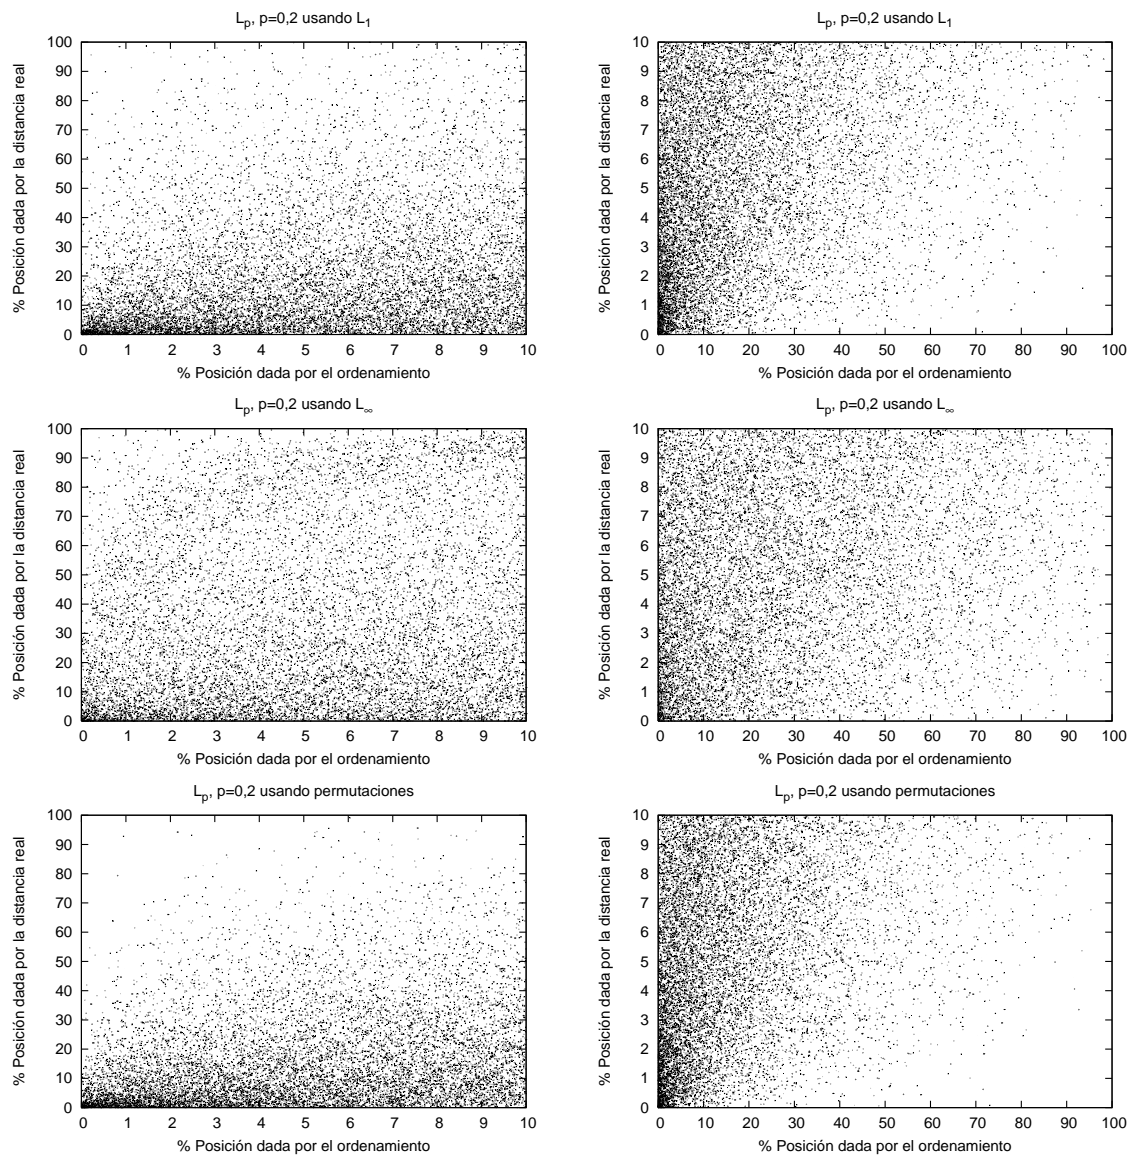 L_p, p=0,2 usando L_1
100
90
80
70
60
50
40
30
20
10
0
% Posición dada por la distancia real
0 1 2 3 4 5 6 7 8 9 10
% Posición dada por el ordenamiento
L_p, p=0,2 usando L_1
10
9
8
7
6
5
4
3
2
1
0
% Posición dada por la distancia real
0 10 20 30 40 50 60 70 80 90 100
% Posición dada por el ordenamiento
L_p, p=0,2 usando L_∞
100
90
80
70
60
50
40
30
20
10
0
% Posición dada por la distancia real
0 1 2 3 4 5 6 7 8 9 10
% Posición dada por el ordenamiento
L_p, p=0,2 usando L_∞
10
9
8
7
6
5
4
3
2
1
0
% Posición dada por la distancia real
0 10 20 30 40 50 60 70 80 90 100
% Posición dada por el ordenamiento
L_p, p=0,2 usando permutaciones
100
90
80
70
60
50
40
30
20
10
0
% Posición dada por la distancia real
0 1 2 3 4 5 6 7 8 9 10
% Posición dada por el ordenamiento
L_p, p=0,2 usando permutaciones
10
9
8
7
6
5
4
3
2
1
0
% Posición dada por la distancia real
0 10 20 30 40 50 60 70 80 90 100
% Posición dada por el ordenamiento